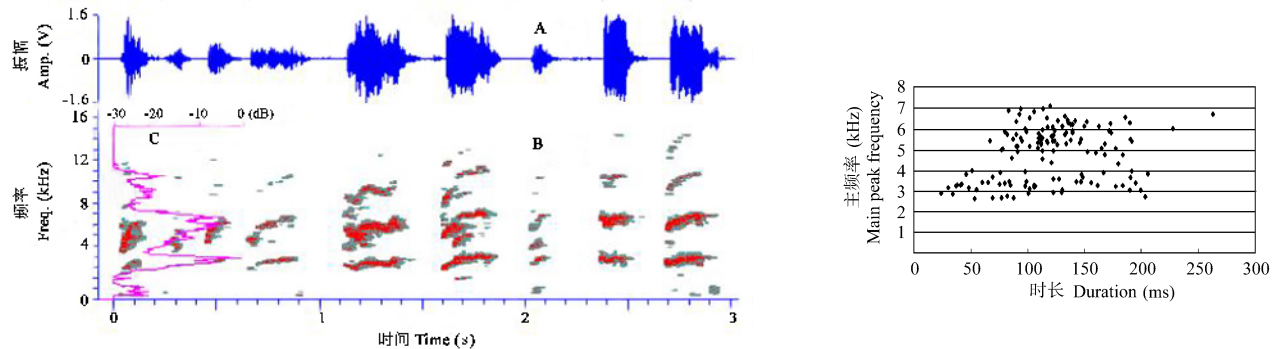 1.6
0
-1.6
振幅
Amp. (V)
A
-30 -20 -10 0 (dB)
C
B
16
12
8
4
0
频率
Freq. (kHz)
0 1 2 3
时间 Time (s)
8
7
6
5
4
3
2
1
主频率 (kHz)
Main peak frequency
0 50 100 150 200 250 300
时长 Duration (ms)